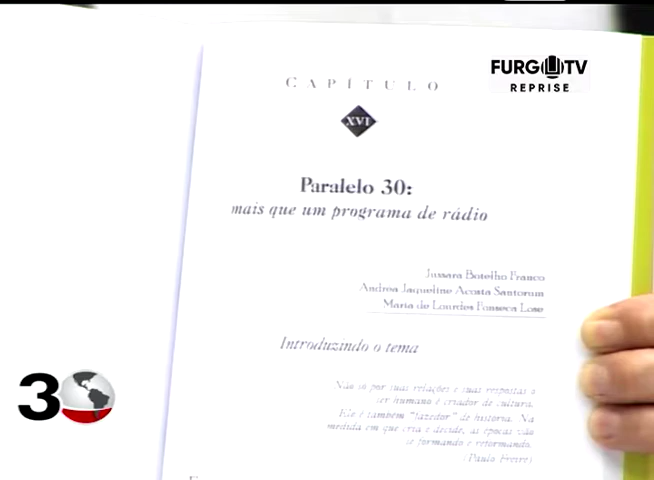 FURG TV
REPRISE
CAPÍTULO
XVI
Paralelo 30:
mais que um programa de rádio
Jussara Botelho Franco
Andrea Jaqueline Acosta Santorum
Maria de Lourdes Fonseca Lose
Introduzindo o tema
Não só por suas relações e suas respostas o
ser humano é criador de cultura.
Ele é também "fazedor" de história. Na
medida em que cria e decide, as épocas vão
se formando e reformando.
(Paulo Freire)
30